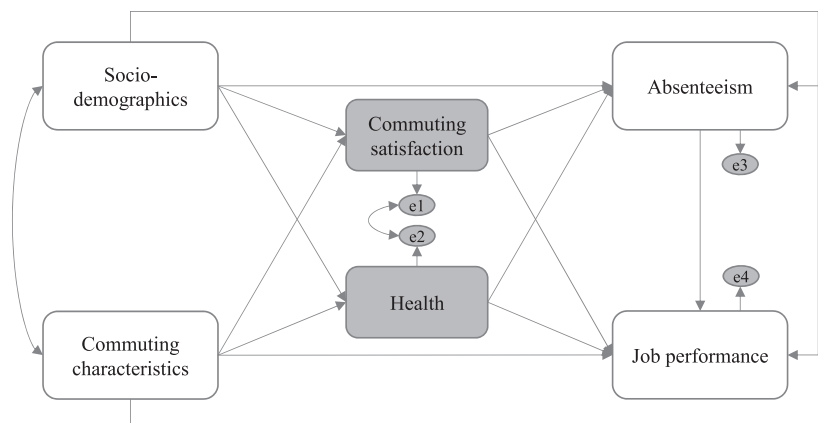 Socio-
demographics
Absenteeism
Commuting
satisfaction
e3
e1
e2
e4
Health
Commuting
characteristics
Job performance